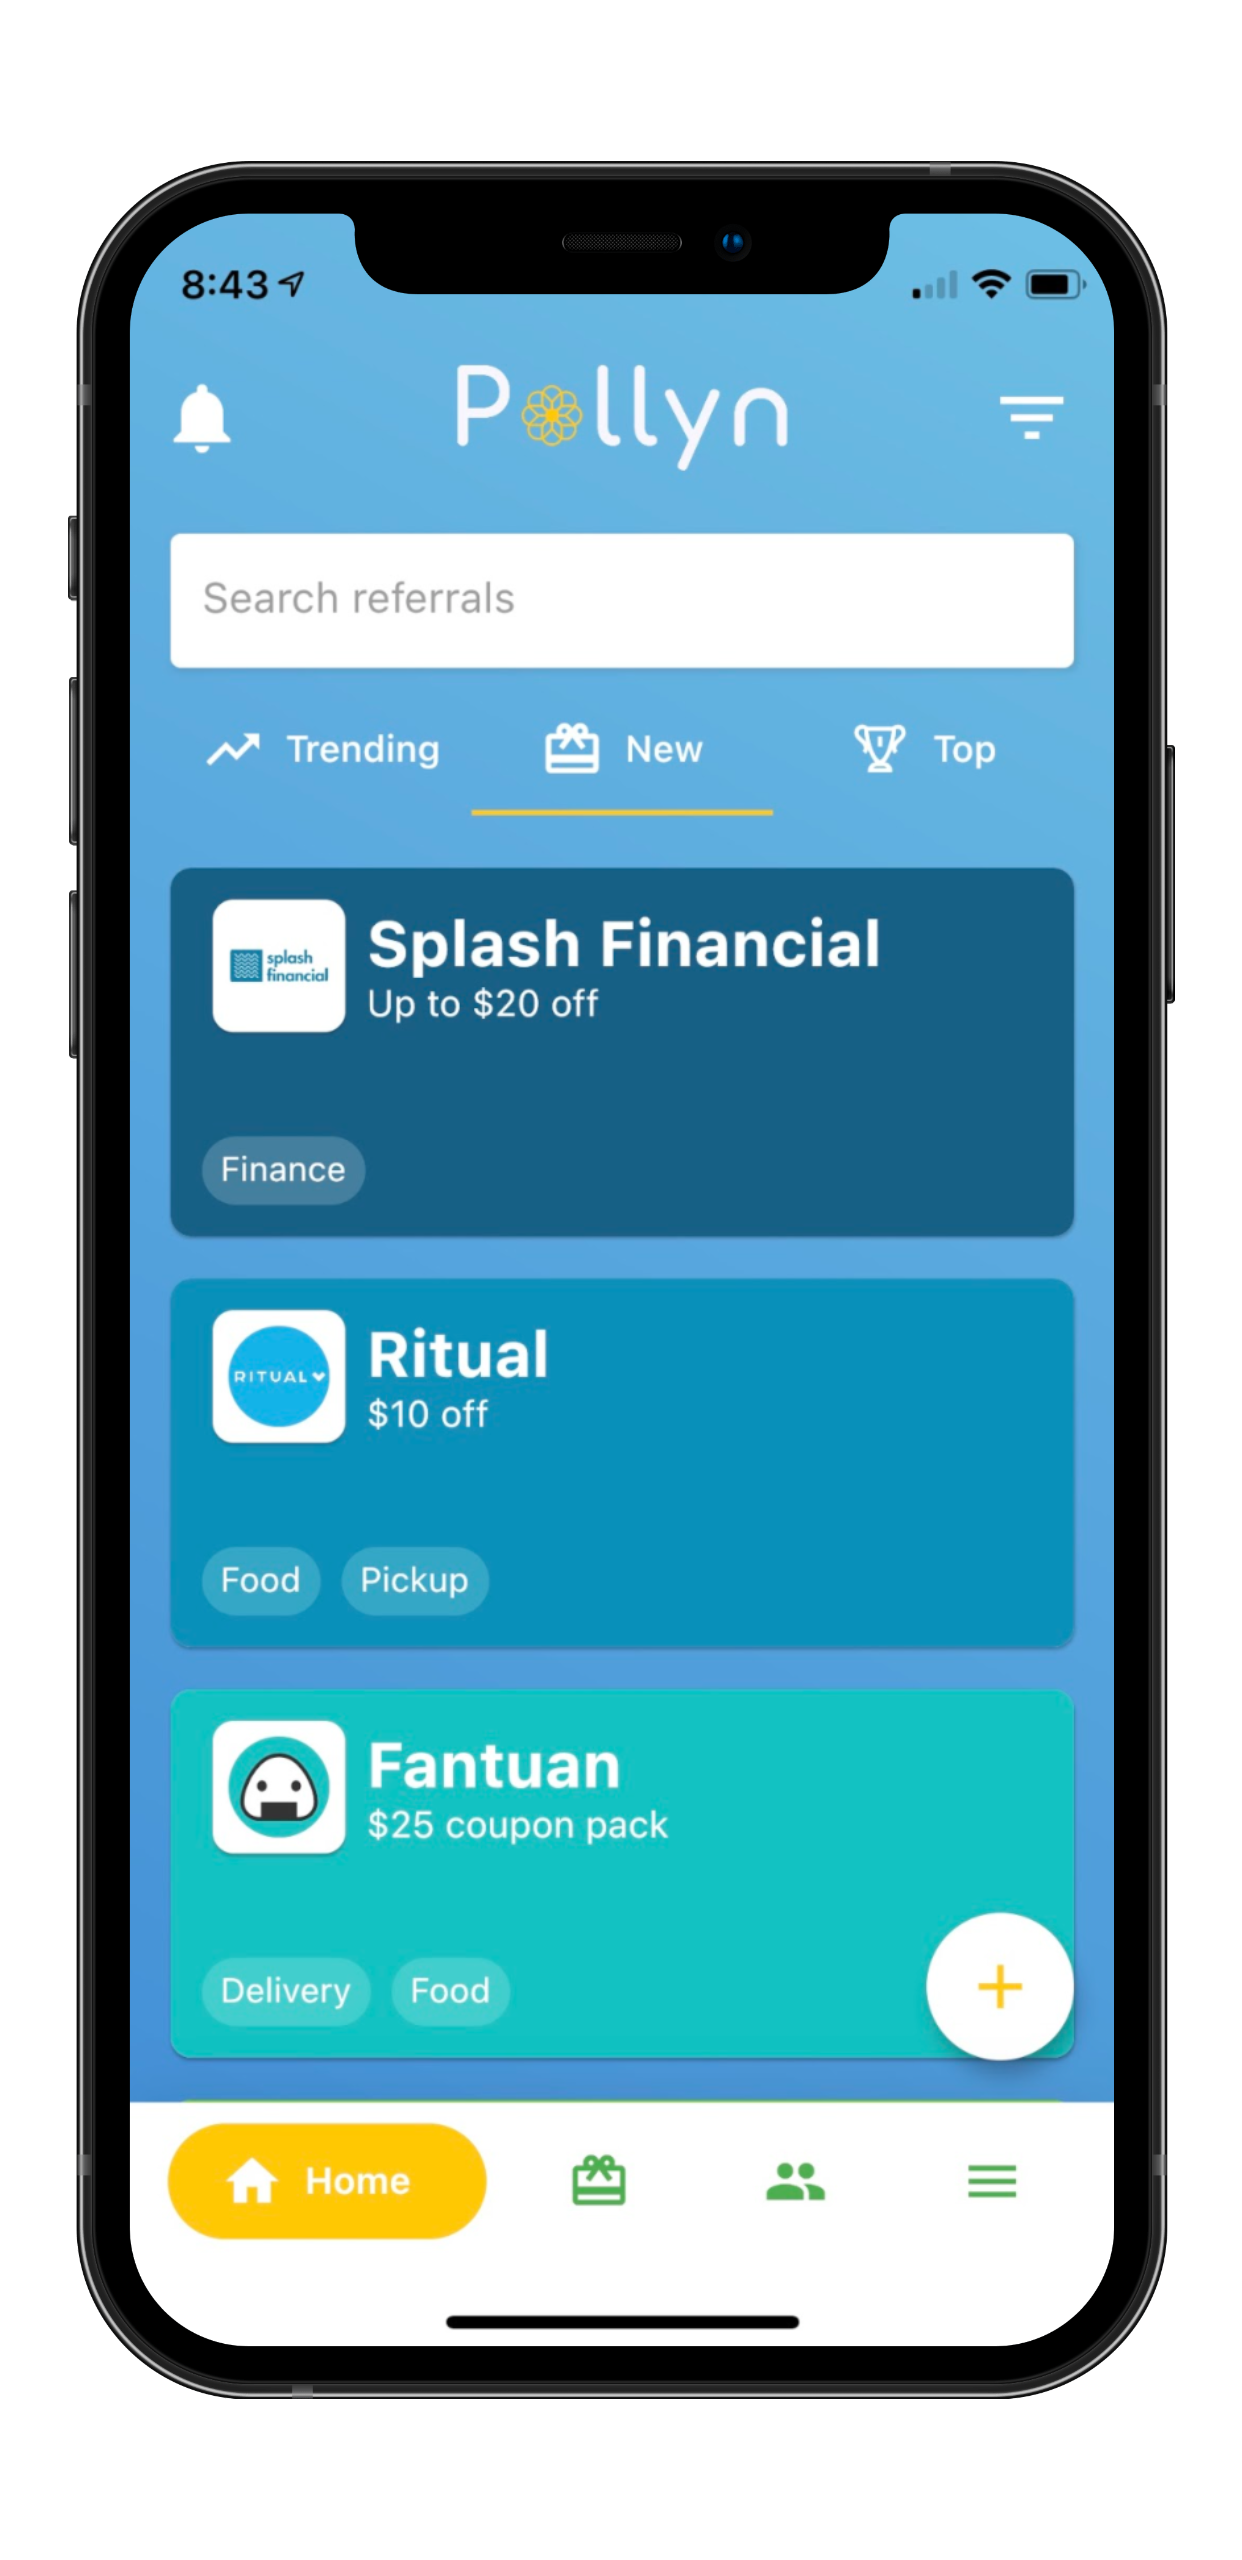 8:43
Pollyn
Search referrals
Trending New Top
splash
financial
Splash Financial
Up to $20 off
Finance
RITUAL
Ritual
$10 off
Food Pickup
Fantuan
$25 coupon pack
Delivery Food
Home